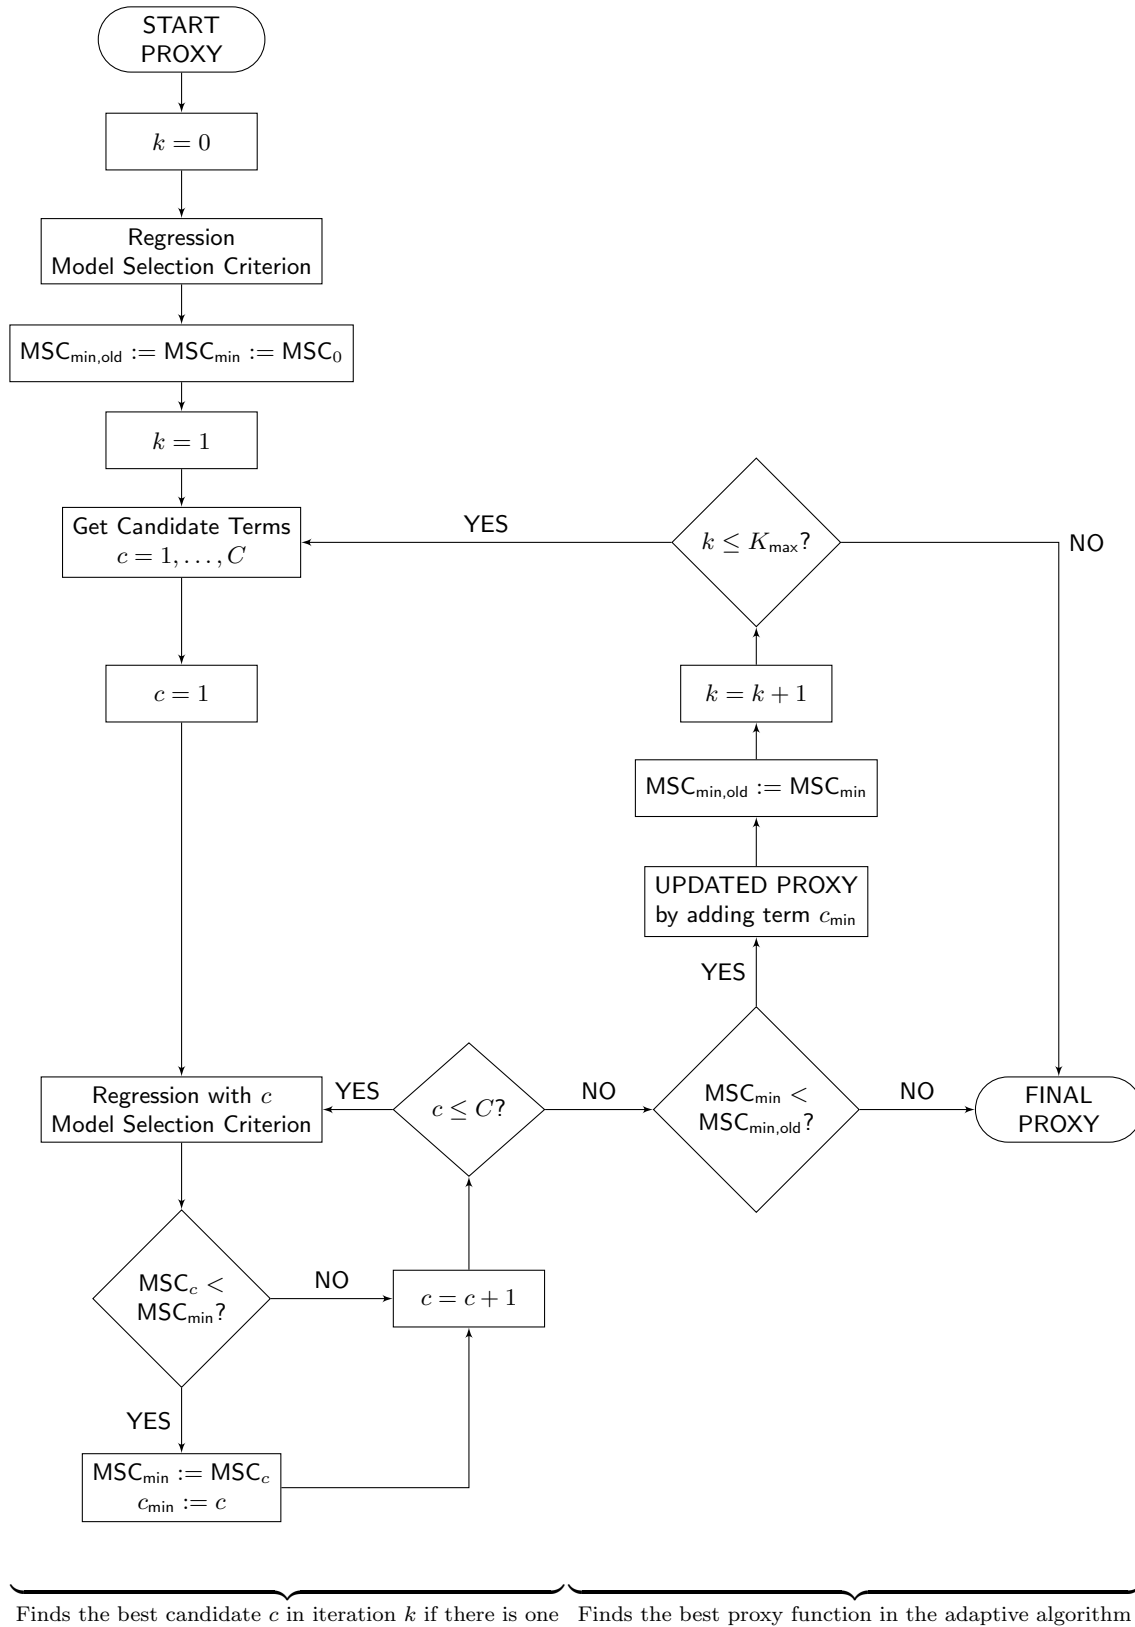 START
PROXY
k = 0
Regression
Model Selection Criterion
MSC_min,old := MSC_min := MSC_0
k = 1
Get Candidate Terms
c = 1, . . . , C
YES
k ≤ K_max?
NO
c = 1
k = k + 1
MSC_min,old := MSC_min
UPDATED PROXY
by adding term c_min
YES
Regression with c
Model Selection Criterion
YES
c ≤ C?
NO
MSC_min <
MSC_min,old?
NO
FINAL
PROXY
MSC_c <
MSC_min?
NO
c = c + 1
YES
MSC_min := MSC_c
c_min := c
Finds the best candidate c in iteration k if there is one
Finds the best proxy function in the adaptive algorithm